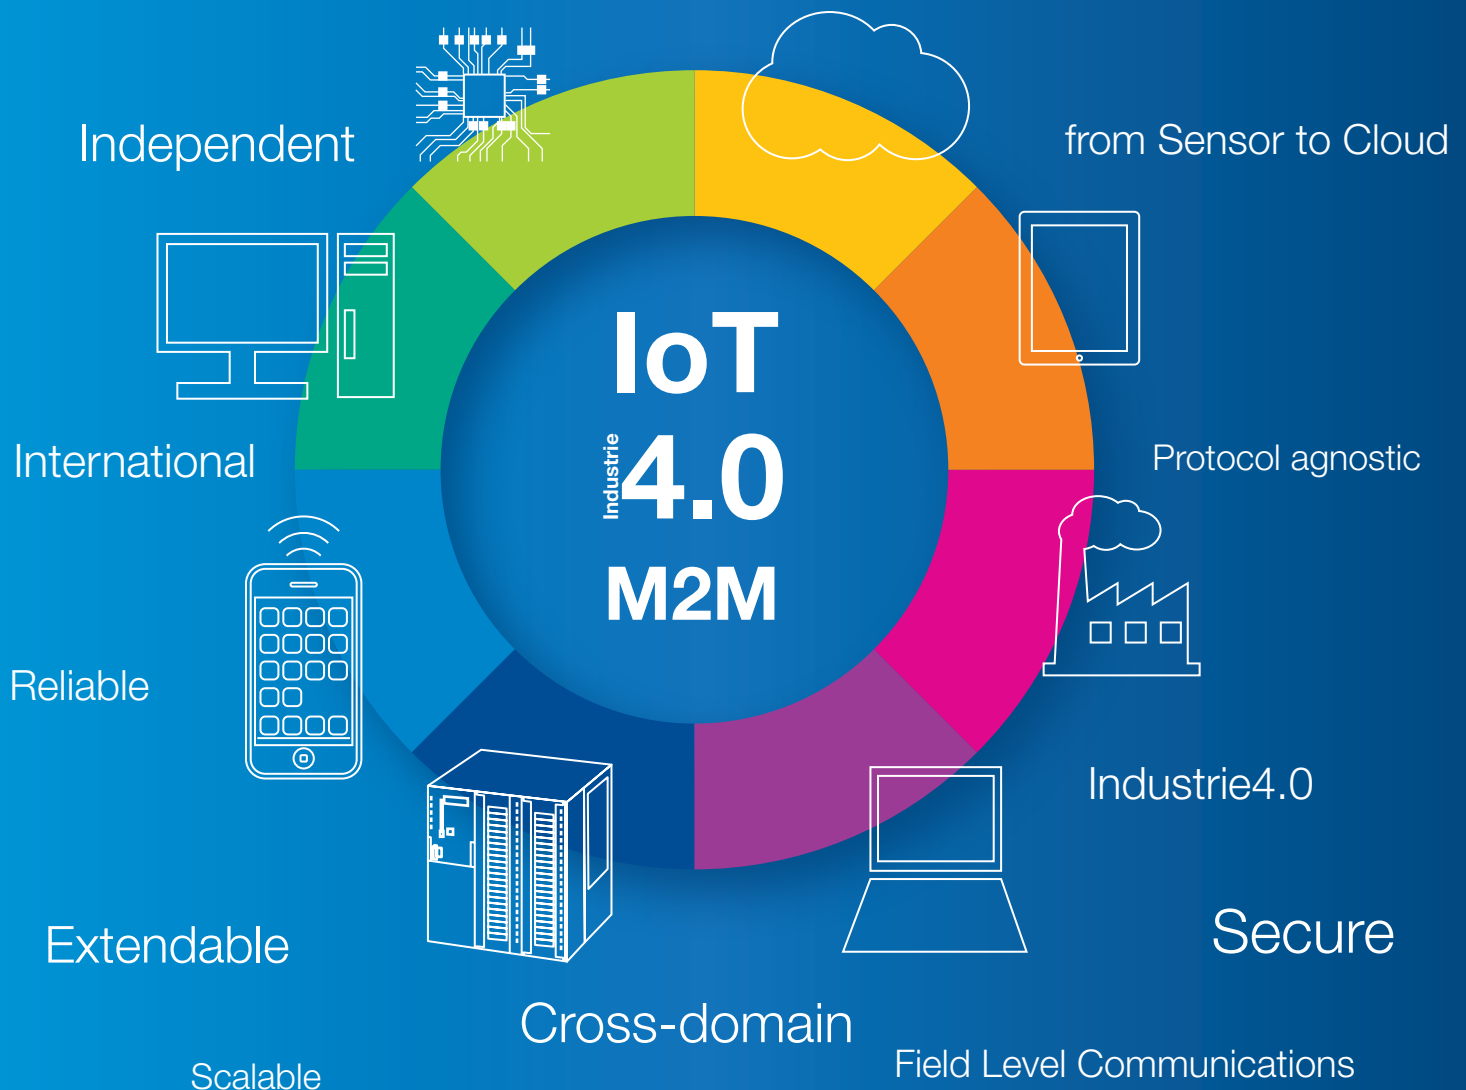 Independent
from Sensor to Cloud
IoT
Industrie
4.0
M2M
International
Protocol agnostic
Reliable
Industrie4.0
Extendable
Secure
Cross-domain
Scalable
Field Level Communications